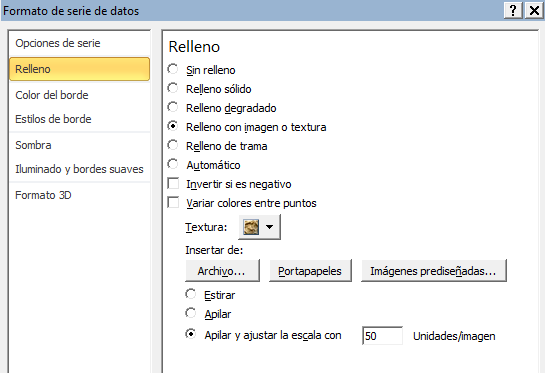 Formato de serie de datos
Opciones de serie
Relleno
Color del borde
Estilos de borde
Sombra
Iluminado y bordes suaves
Formato 3D
Relleno
Sin relleno
Relleno sólido
Relleno degradado
Relleno con imagen o textura
Relleno de trama
Automático
Invertir si es negativo
Variar colores entre puntos
Textura:
Insertar de:
Archivo... Portapapeles Imágenes prediseñadas...
Estirar
Apilar
Apilar y ajustar la escala con 50 Unidades/imagen